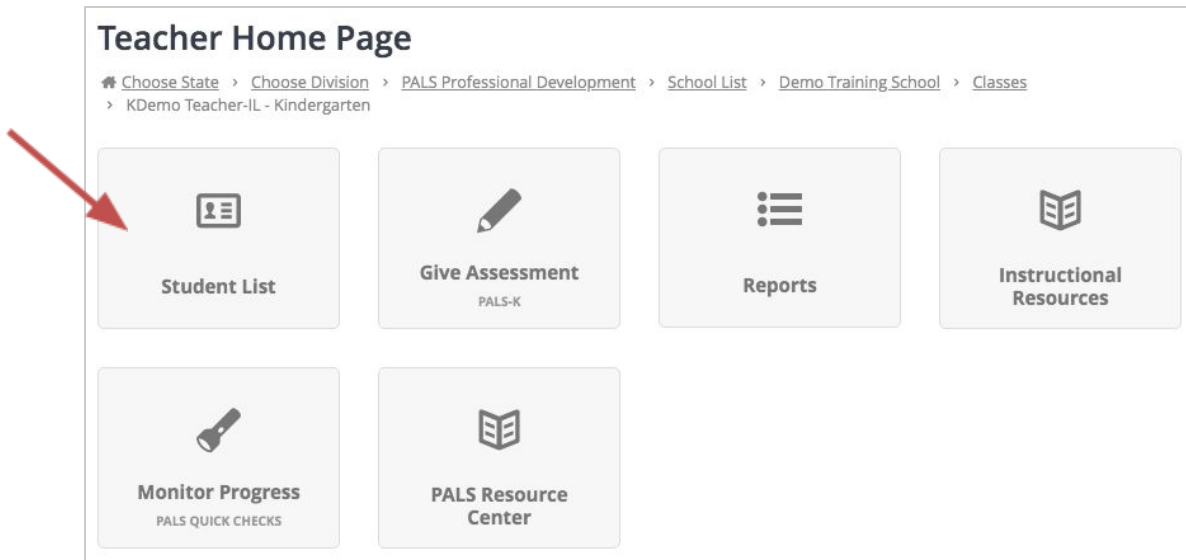 Teacher Home Page
Choose State › Choose Division › PALS Professional Development › School List › Demo Training School › Classes
› KDemo Teacher-IL - Kindergarten
Student List
Give Assessment
PALS-K
Reports
Instructional
Resources
Monitor Progress
PALS QUICK CHECKS
PALS Resource
Center